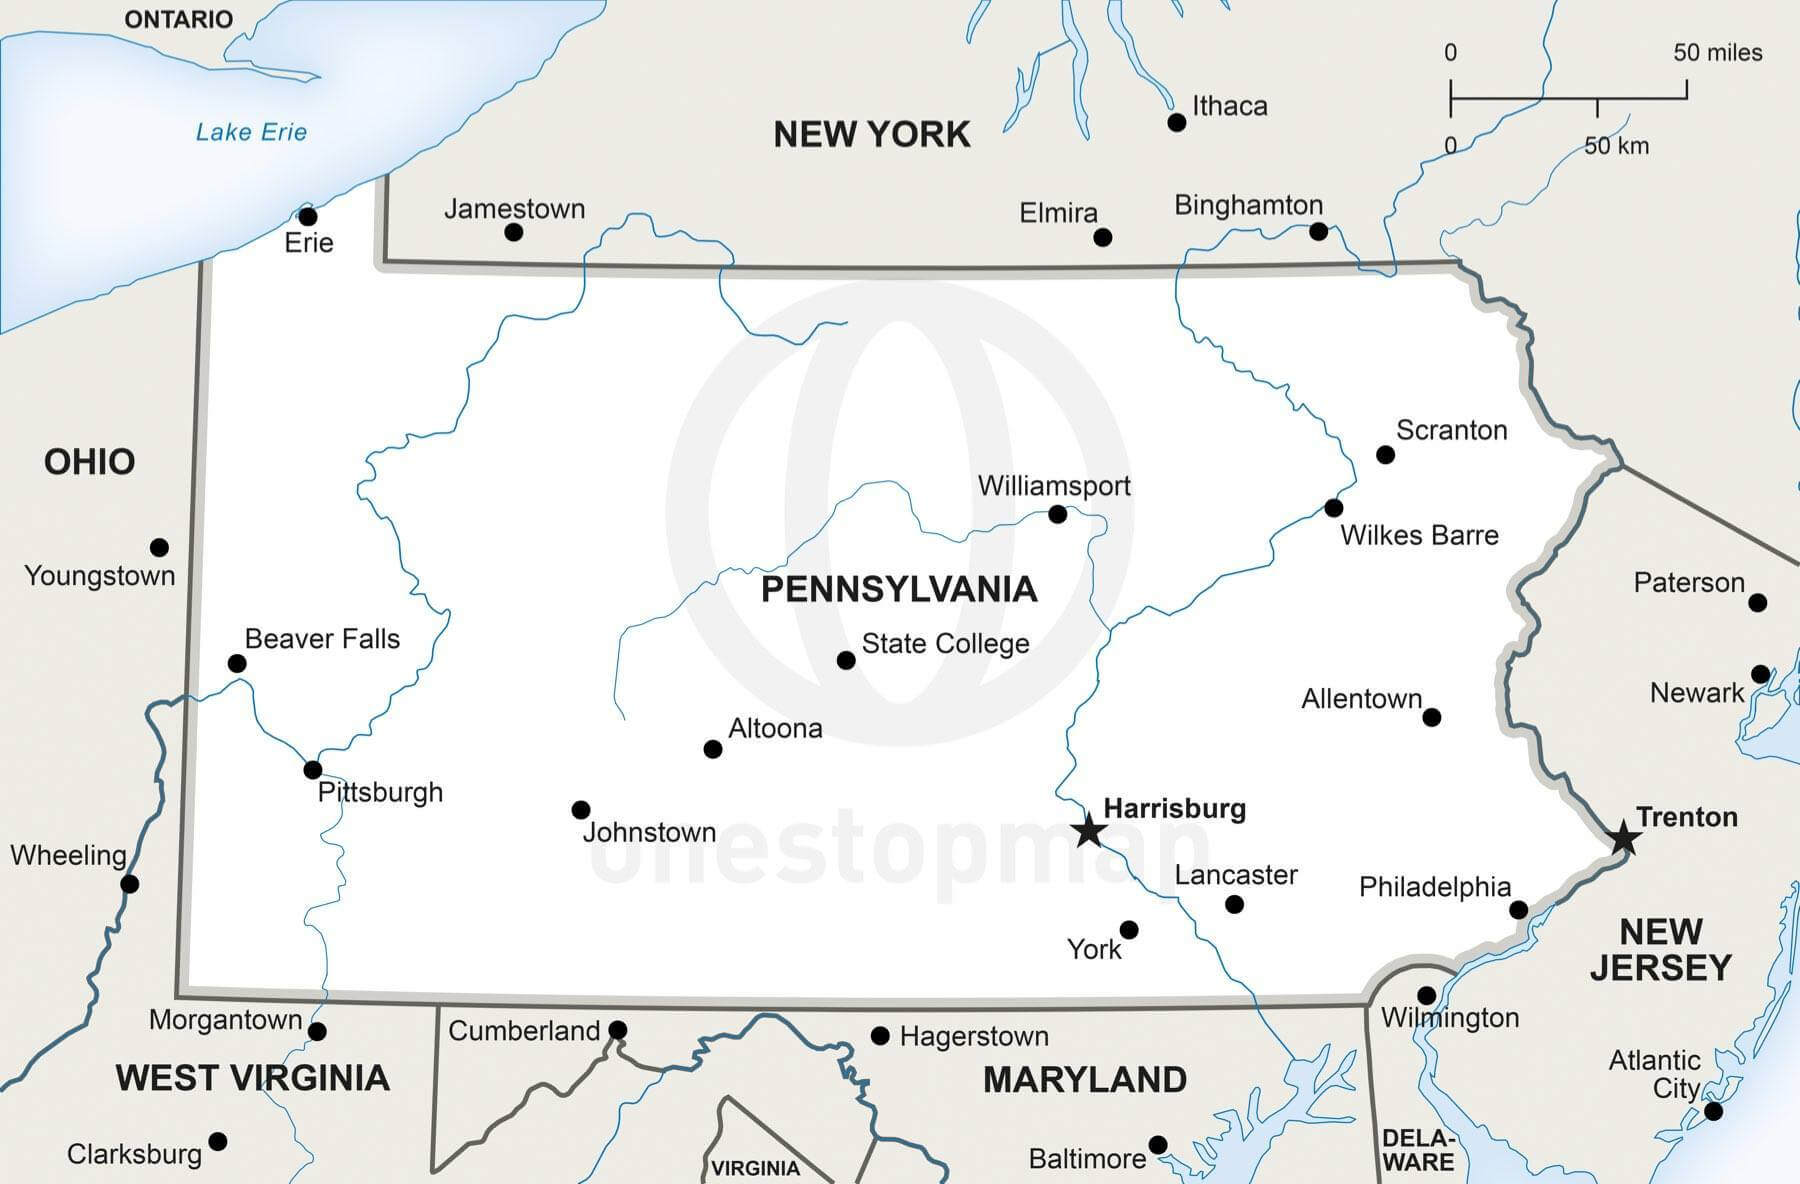 ONTARIO
0
50 miles
Lake Erie
NEW YORK
Ithaca
0
50 km
Jamestown
Elmira
Binghamton
Erie
Scranton
OHIO
Williamsport
Wilkes Barre
Youngstown
PENNSYLVANIA
Paterson
Beaver Falls
State College
Newark
Allentown
Altoona
Pittsburgh
Harrisburg
Trenton
Johnstown
onestopmap
Wheeling
Lancaster
Philadelphia
York
NEW
JERSEY
Morgantown
Cumberland
Hagerstown
Wilmington
WEST VIRGINIA
MARYLAND
Atlantic
City
Clarksburg
VIRGINIA
Baltimore
DELA-
WARE